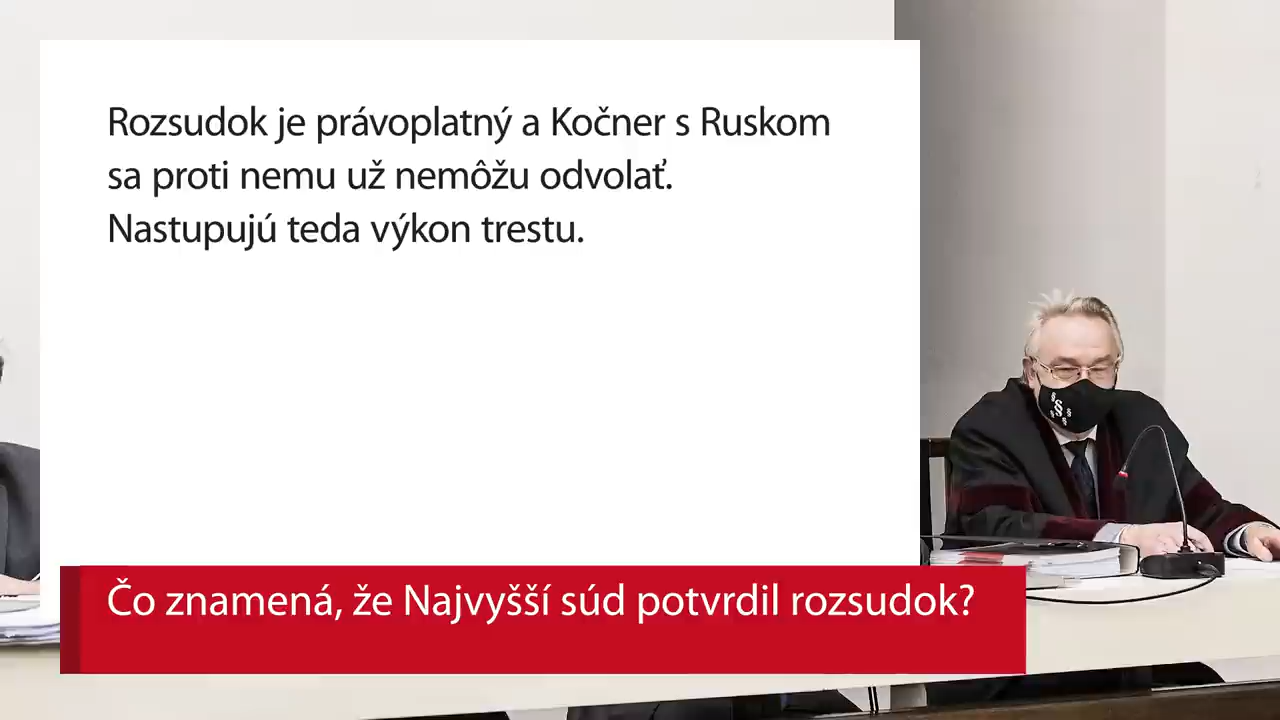 Rozsudok je právoplatný a Kočner s Ruskom
sa proti nemu už nemôžu odvolať.
Nastupujú teda výkon trestu.
Čo znamená, že Najvyšší súd potvrdil rozsudok?